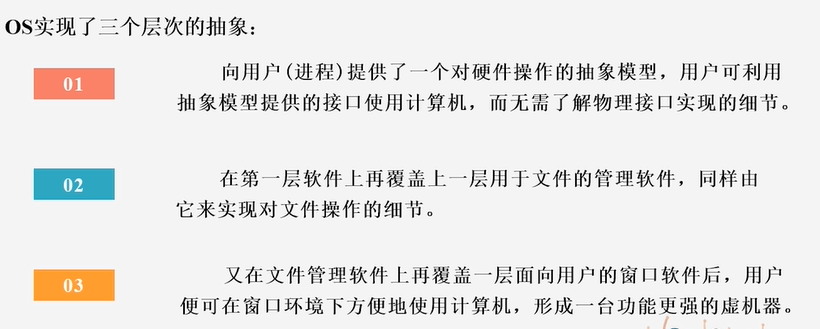 OS实现了三个层次的抽象：
01
向用户(进程)提供了一个对硬件操作的抽象模型，用户可利用
抽象模型提供的接口使用计算机，而无需了解物理接口实现的细节。
02
在第一层软件上再覆盖上一层用于文件的管理软件，同样由
它来实现对文件操作的细节。
03
又在文件管理软件上再覆盖一层面向用户的窗口软件后，用户
便可在窗口环境下方便地使用计算机，形成一台功能更强的虚机器。